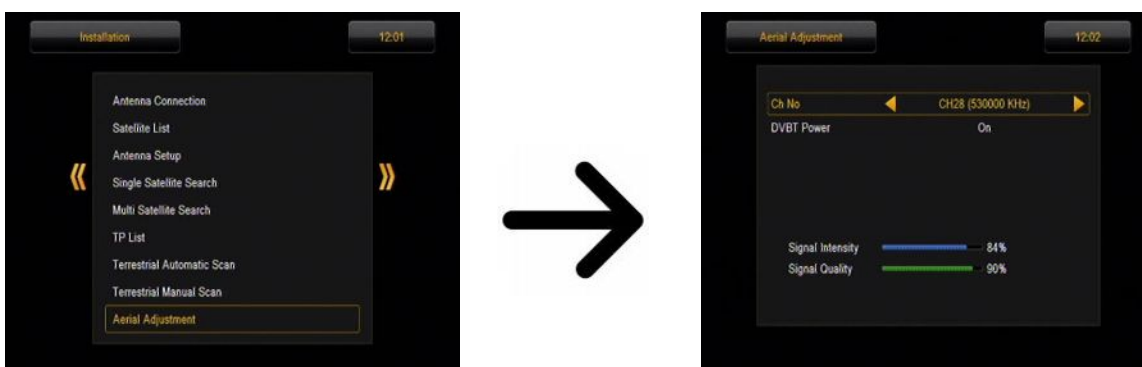 Installation 12:01
Antenna Connection
Satellite List
Antenna Setup
Single Satellite Search
Multi Satellite Search
TP List
Terrestrial Automatic Scan
Terrestrial Manual Scan
Aerial Adjustment
Aerial Adjustment 12:02
Ch No CH28 (530000 KHz)
DVBT Power On
Signal Intensity 84%
Signal Quality 90%